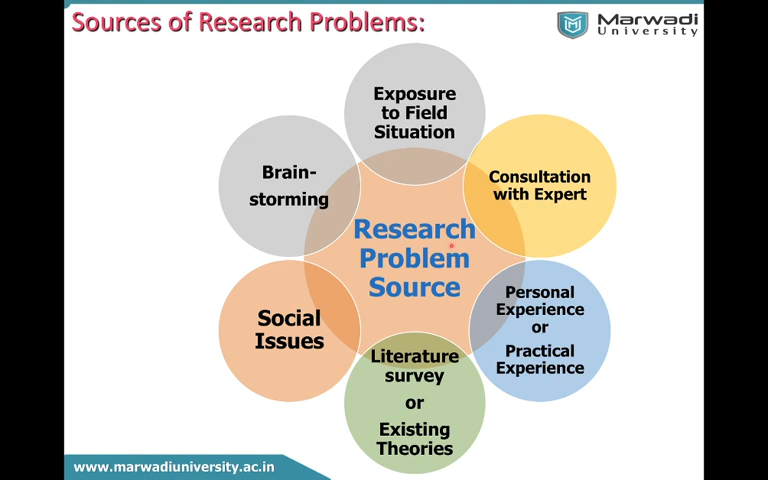 Sources of Research Problems:
Marwadi
University
Exposure
to Field
Situation
Brain-
storming
Consultation
with Expert
Research
Problem
Source
Personal
Experience
or
Practical
Experience
Social
Issues
Literature
survey
or
Existing
Theories
www.marwadiuniversity.ac.in